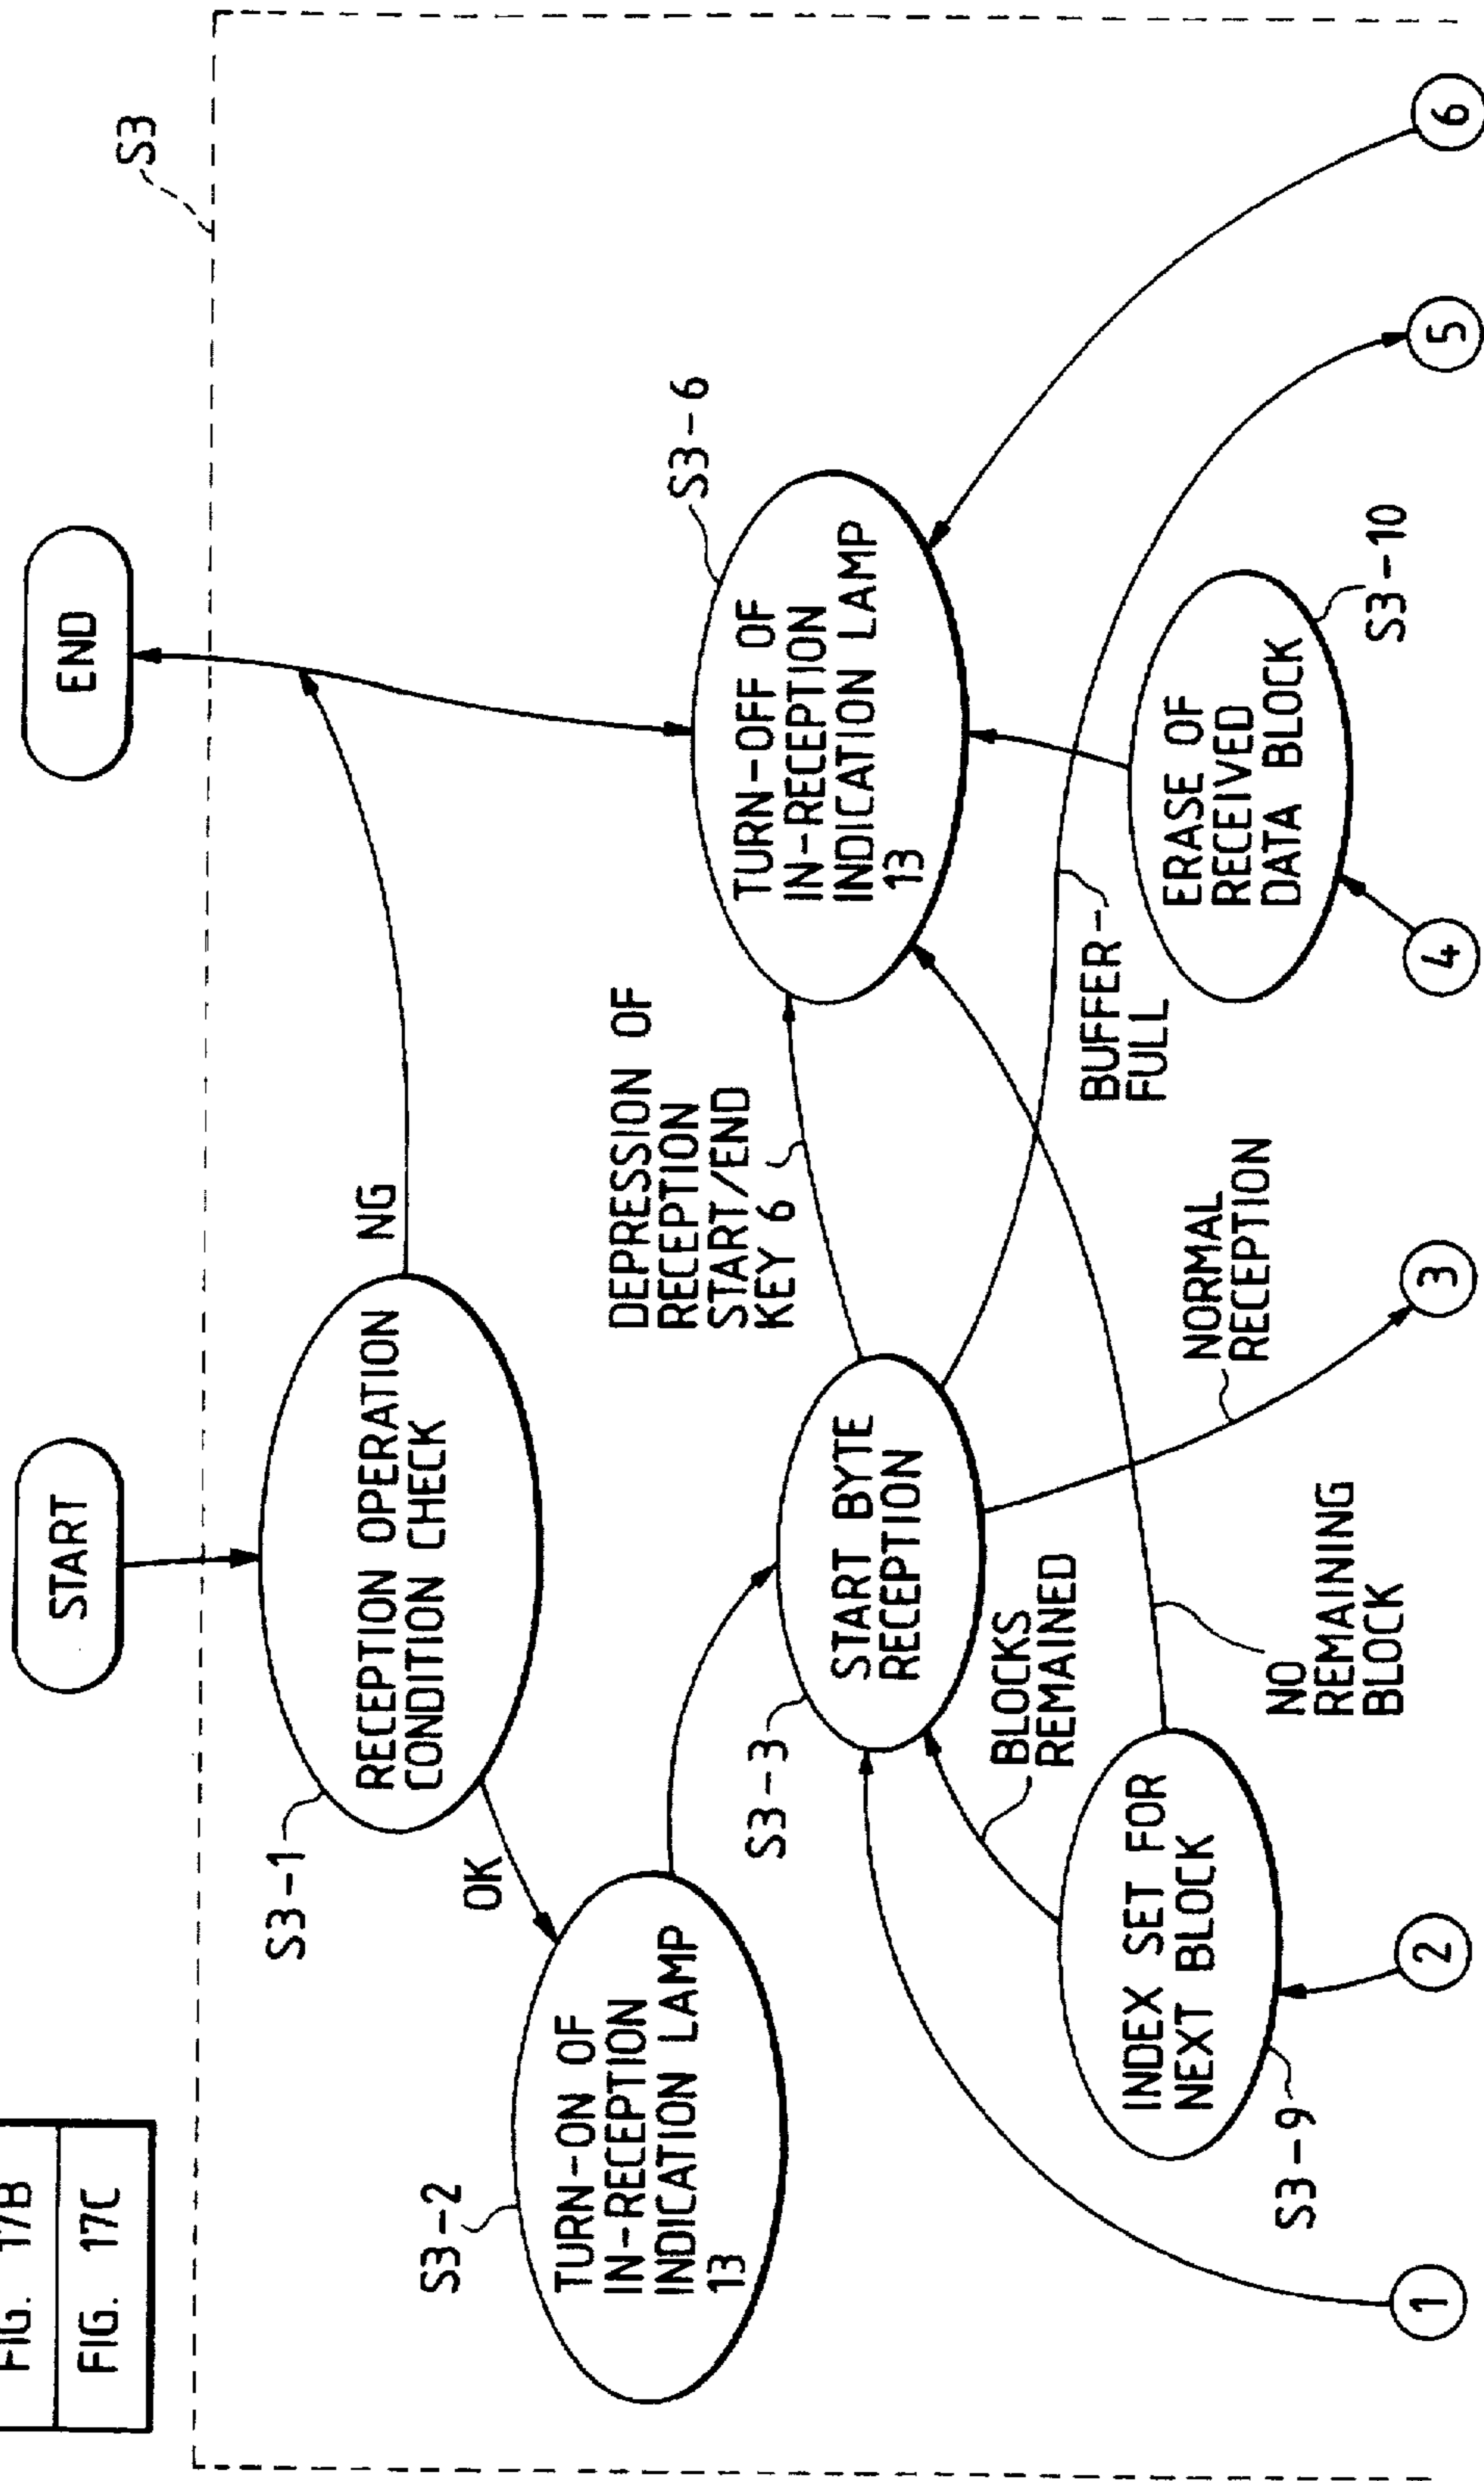 FIG. 17B
FIG. 17C
START
END
S3
S3-1
RECEPTION OPERATION
CONDITION CHECK
NG
OK
S3-2
TURN-ON OF
IN-RECEPTION
INDICATION LAMP
13
DEPRESSION OF
RECEPTION
START/END
KEY 6
S3-6
TURN-OFF OF
IN-RECEPTION
INDICATION LAMP
13
S3-3
START BYTE
RECEPTION
BLOCKS
REMAINED
NORMAL
RECEPTION
BUFFER-
FULL
INDEX SET FOR
NEXT BLOCK
S3-9
NO
REMAINING
BLOCK
ERASE OF
RECEIVED
DATA BLOCK
S3-10
1
2
3
4
5
6